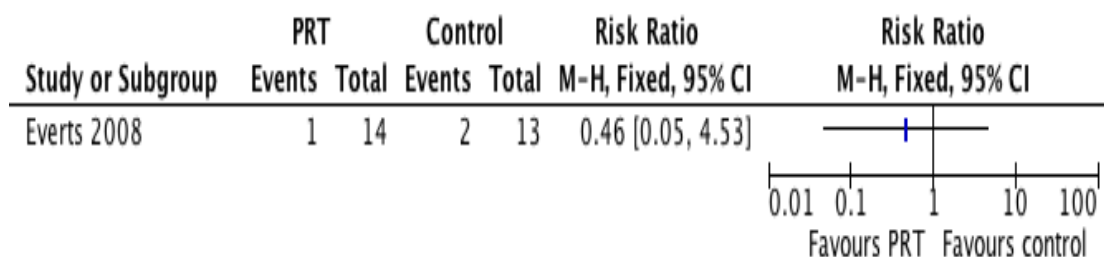 PRT Control Risk Ratio Risk Ratio
Study or Subgroup Events Total Events Total M-H, Fixed, 95% CI M-H, Fixed, 95% CI
Everts 2008 1 14 2 13 0.46 [0.05, 4.53]
0.01 0.1 1 10 100
Favours PRT Favours control